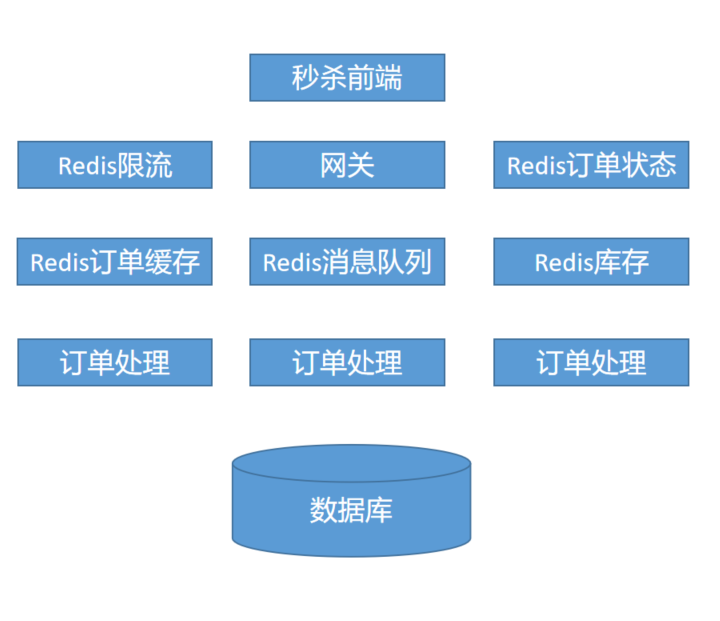 秒杀前端
Redis限流
网关
Redis订单状态
Redis订单缓存
Redis消息队列
Redis库存
订单处理
订单处理
订单处理
数据库